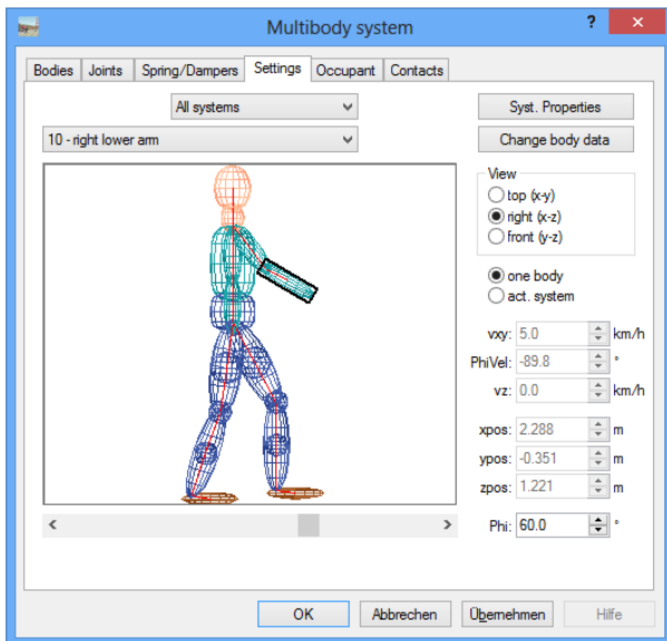 Multibody system
? ×
Bodies Joints Spring/Dampers Settings Occupant Contacts
All systems
Syst. Properties
10 - right lower arm
Change body data
View
top (x-y)
right (x-z)
front (y-z)
one body
act. system
vxy: 5.0 km/h
PhiVel: -89.8 °
vz: 0.0 km/h
xpos: 2.288 m
ypos: -0.351 m
zpos: 1.221 m
Phi: 60.0 °
OK Abbrechen Übernehmen Hilfe